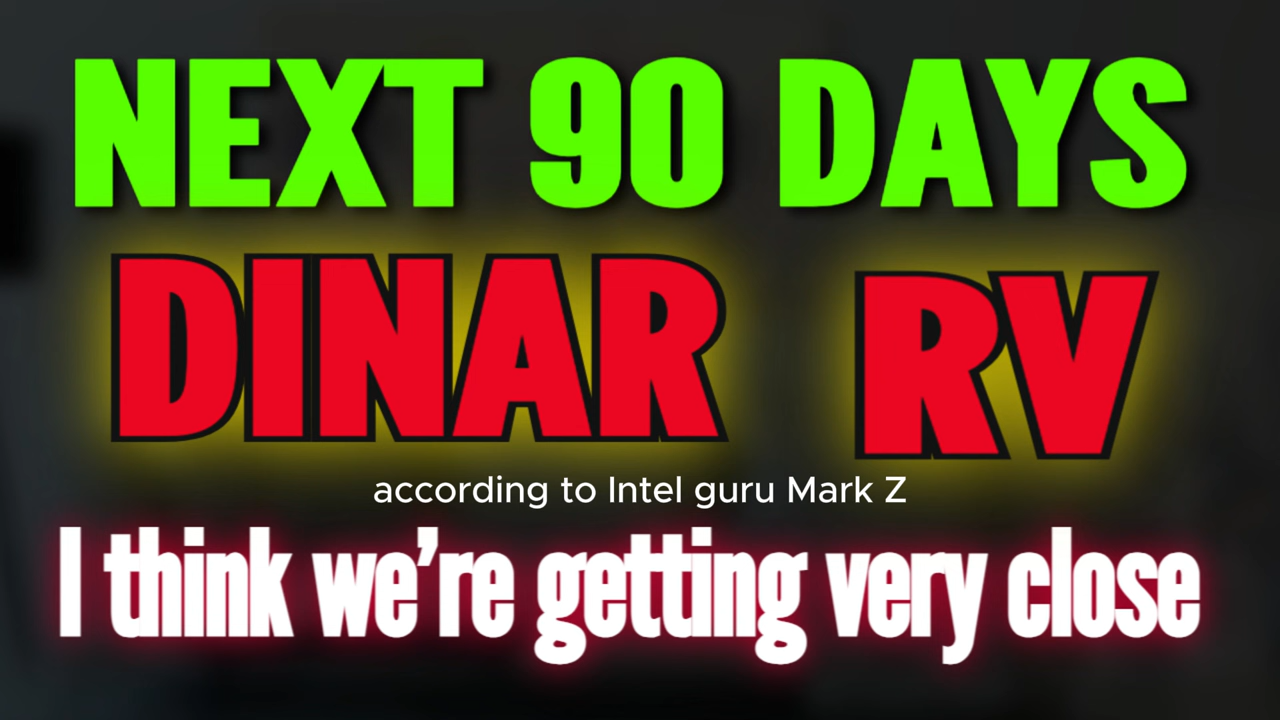 NEXT 90 DAYS
DINAR RV
according to Intel guru Mark Z
I think we're getting very close